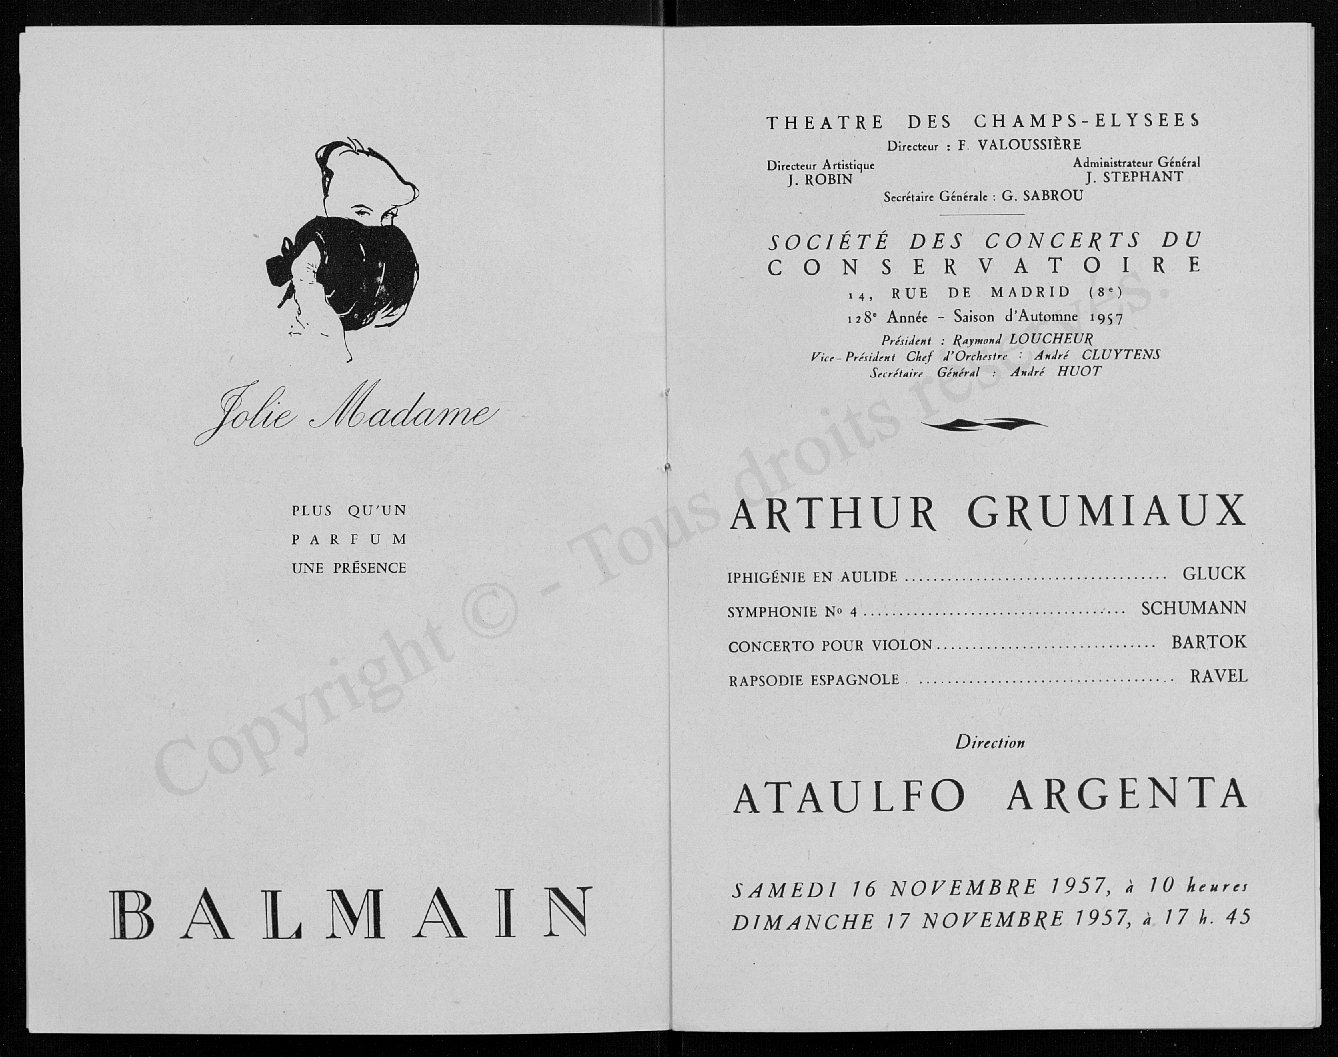 Jolie Madame
PLUS QU'UN
PARFUM
UNE PRÉSENCE
BALMAIN
THEATRE DES CHAMPS-ELYSEES
Directeur : F. VALOUSSIÈRE
Directeur Artistique
J. ROBIN
Administrateur Général
J. STEPHANT
Secrétaire Générale : G. SABROU
SOCIÉTÉ DES CONCERTS DU
CONSERVATOIRE
14, RUE DE MADRID (8e)
128e Année - Saison d'Automne 1957
Président : Raymond LOUCHEUR
Vice-Président Chef d'Orchestre : André CLUYTENS
Secrétaire Général : André HUOT
ARTHUR GRUMIAUX
IPHIGÉNIE EN AULIDE ..................................... GLUCK
SYMPHONIE No 4 ..................................... SCHUMANN
CONCERTO POUR VIOLON ............................... BARTOK
RAPSODIE ESPAGNOLE .................................... RAVEL
Direction
ATAULFO ARGENTA
SAMEDI 16 NOVEMBRE 1957, à 10 heures
DIMANCHE 17 NOVEMBRE 1957, à 17 h. 45
Copyright © - Tous droits réservés.